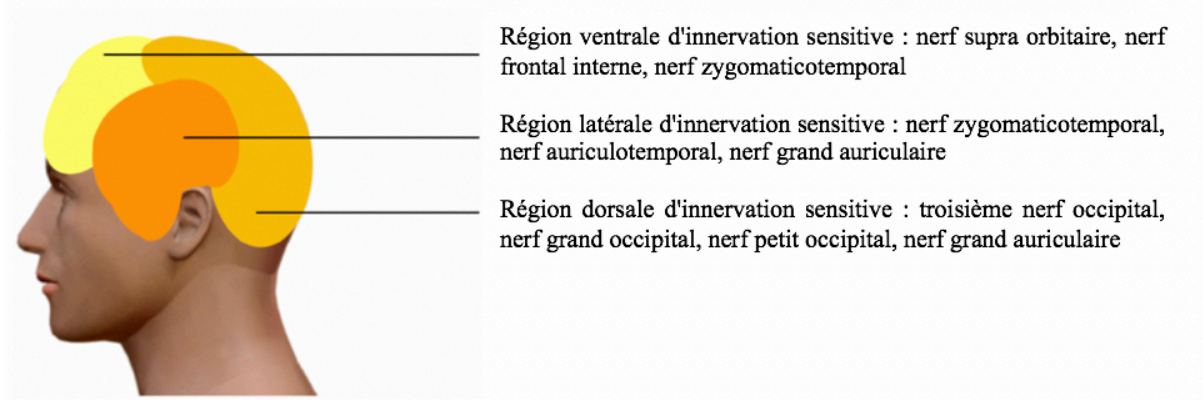 Région ventrale d'innervation sensitive : nerf supra orbitaire, nerf
frontal interne, nerf zygomaticotemporal
Région latérale d'innervation sensitive : nerf zygomaticotemporal,
nerf auriculotemporal, nerf grand auriculaire
Région dorsale d'innervation sensitive : troisième nerf occipital,
nerf grand occipital, nerf petit occipital, nerf grand auriculaire